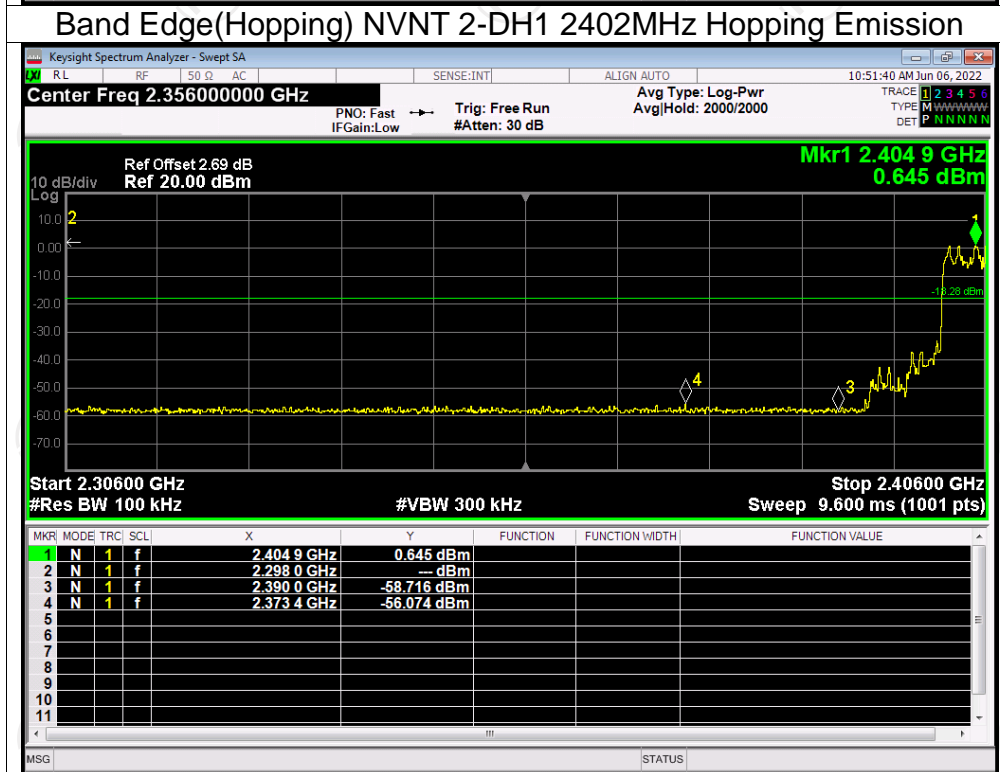 Band Edge(Hopping) NVNT 2-DH1 2402MHz Hopping Emission
Keysight Spectrum Analyzer - Swept SA
LXI RL RF 50 Ω AC SENSE:INT ALIGN AUTO 10:51:40 AM Jun 06, 2022
Center Freq 2.356000000 GHz
PNO: Fast
IFGain:Low
Trig: Free Run
#Atten: 30 dB
Avg Type: Log-Pwr
Avg|Hold: 2000/2000
TRACE 1 2 3 4 5 6
TYPE M WWWWW
DET P N N N N N
Ref Offset 2.69 dB
10 dB/div Ref 20.00 dBm
Log
Mkr1 2.404 9 GHz
0.645 dBm
10.0
0.00
-10.0
-20.0
-30.0
-40.0
-50.0
-60.0
-70.0
2
1
-18.28 dBm
4
3
Start 2.30600 GHz Stop 2.40600 GHz
#Res BW 100 kHz #VBW 300 kHz Sweep 9.600 ms (1001 pts)
MKR MODE TRC SCL X Y FUNCTION FUNCTION WIDTH FUNCTION VALUE
1 N 1 f 2.404 9 GHz 0.645 dBm
2 N 1 f 2.298 0 GHz --- dBm
3 N 1 f 2.390 0 GHz -58.716 dBm
4 N 1 f 2.373 4 GHz -56.074 dBm
5
6
7
8
9
10
11
MSG STATUS